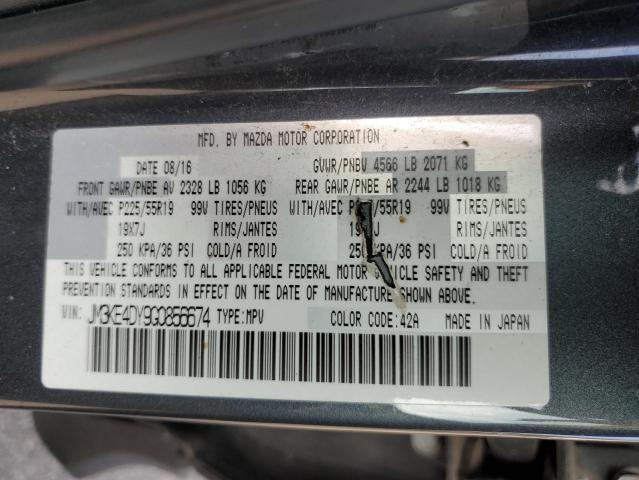 MFD. BY MAZDA MOTOR CORPORATION
DATE 08/16 GVWR/PNBV 4566 LB 2071 KG
FRONT GAWR/PNBE AV 2328 LB 1056 KG REAR GAWR/PNBE AR 2244 LB 1018 KG
WITH/AVEC P225/55R19 99V TIRES/PNEUS WITH/AVEC 55R19 99V TIRES/PNEUS
19X7J RIMS/JANTES RIMS/JANTES
250 KPA/36 PSI COLD/A FROID KPA/36 PSI COLD/A FROID
THIS VEHICLE CONFORMS TO ALL APPLICABLE FEDERAL MOTOR VEHICLE SAFETY AND THEFT
PREVENTION STANDARDS IN EFFECT ON THE DATE OF MANUFACTURE SHOWN ABOVE.
VIN: JM3KE4DY9G0856674 TYPE:MPV COLOR CODE:42A MADE IN JAPAN